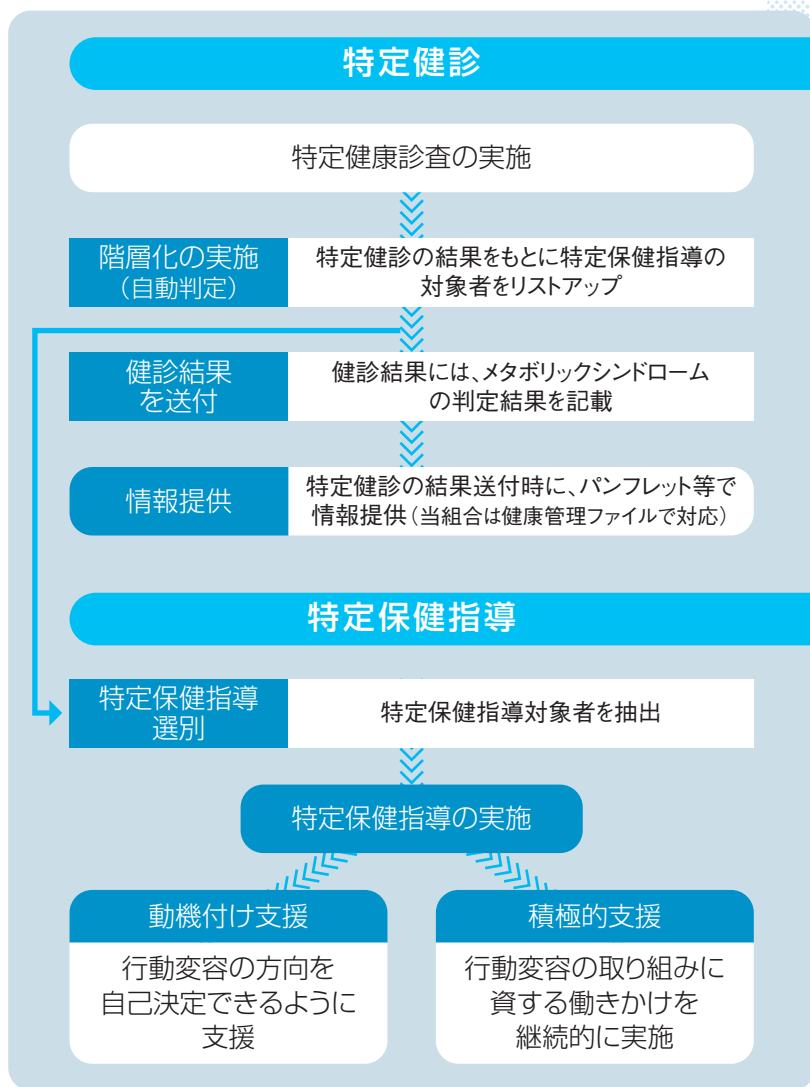 特定健診
特定健康診査の実施
階層化の実施
（自動判定）
特定健診の結果をもとに特定保健指導の
対象者をリストアップ
健診結果
を送付
健診結果には、メタボリックシンドローム
の判定結果を記載
情報提供
特定健診の結果送付時に、パンフレット等で
情報提供（当組合は健康管理ファイルで対応）
特定保健指導
特定保健指導
選別
特定保健指導対象者を抽出
特定保健指導の実施
動機付け支援
行動変容の方向を
自己決定できるように
支援
積極的支援
行動変容の取り組みに
資する働きかけを
継続的に実施